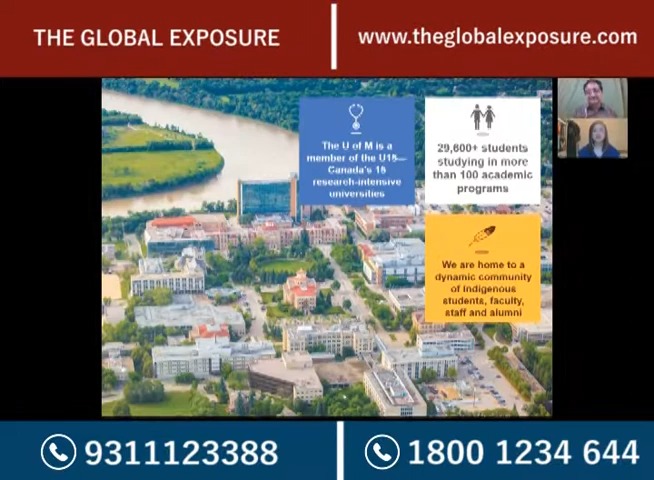 THE GLOBAL EXPOSURE
www.theglobalexposure.com
The U of M is a
member of the U15—
Canada's 15
research-intensive
universities
29,600+ students
studying in more
than 100 academic
programs
We are home to a
dynamic community
of Indigenous
students, faculty,
staff and alumni
9311123388
1800 1234 644